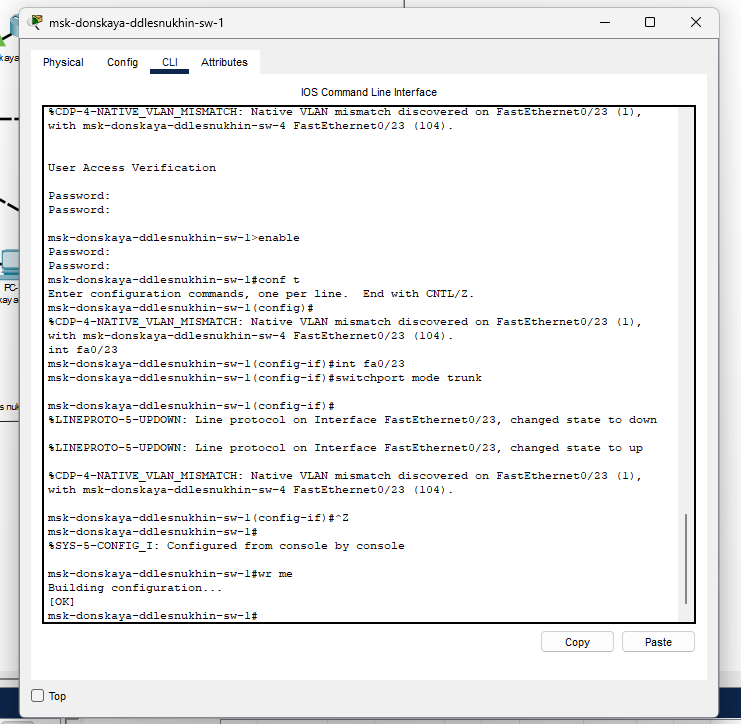 msk-donskaya-ddlesnukhin-sw-1
Physical Config CLI Attributes
IOS Command Line Interface
%CDP-4-NATIVE_VLAN_MISMATCH: Native VLAN mismatch discovered on FastEthernet0/23 (1),
with msk-donskaya-ddlesnukhin-sw-4 FastEthernet0/23 (104).
User Access Verification
Password:
Password:
msk-donskaya-ddlesnukhin-sw-1>enable
Password:
Password:
msk-donskaya-ddlesnukhin-sw-1#conf t
Enter configuration commands, one per line.  End with CNTL/Z.
msk-donskaya-ddlesnukhin-sw-1(config)#
%CDP-4-NATIVE_VLAN_MISMATCH: Native VLAN mismatch discovered on FastEthernet0/23 (1),
with msk-donskaya-ddlesnukhin-sw-4 FastEthernet0/23 (104).
int fa0/23
msk-donskaya-ddlesnukhin-sw-1(config-if)#int fa0/23
msk-donskaya-ddlesnukhin-sw-1(config-if)#switchport mode trunk
msk-donskaya-ddlesnukhin-sw-1(config-if)#
%LINEPROTO-5-UPDOWN: Line protocol on Interface FastEthernet0/23, changed state to down
%LINEPROTO-5-UPDOWN: Line protocol on Interface FastEthernet0/23, changed state to up
%CDP-4-NATIVE_VLAN_MISMATCH: Native VLAN mismatch discovered on FastEthernet0/23 (1),
with msk-donskaya-ddlesnukhin-sw-4 FastEthernet0/23 (104).
msk-donskaya-ddlesnukhin-sw-1(config-if)#^Z
msk-donskaya-ddlesnukhin-sw-1#
%SYS-5-CONFIG_I: Configured from console by console
msk-donskaya-ddlesnukhin-sw-1#wr me
Building configuration...
[OK]
msk-donskaya-ddlesnukhin-sw-1#
Copy Paste
Top
PC-